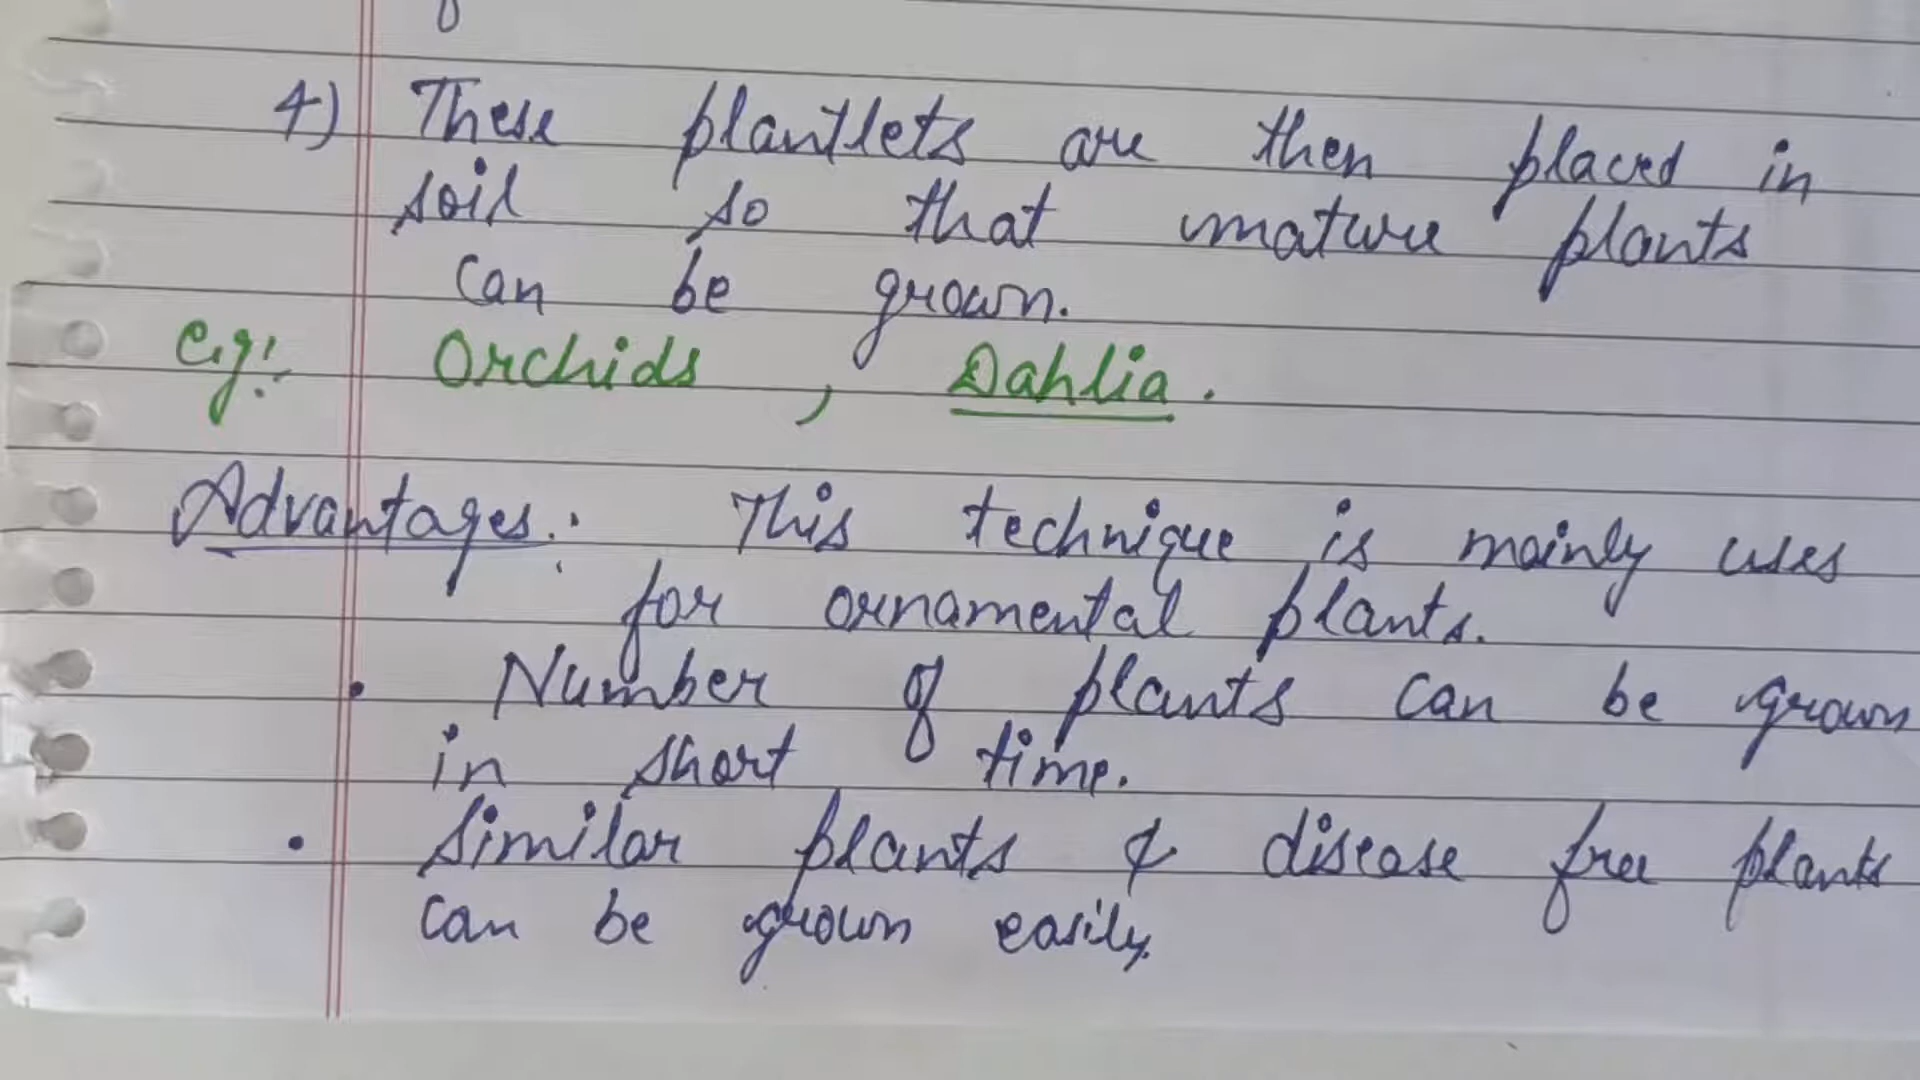 4) These plantlets are then placed in
soil so that mature plants
can be grown.
e.g:- Orchids , Dahlia.
Advantages: This technique is mainly uses
for ornamental plants.
• Number of plants can be grown
in short time.
• Similar plants & disease free plants
can be grown easily.